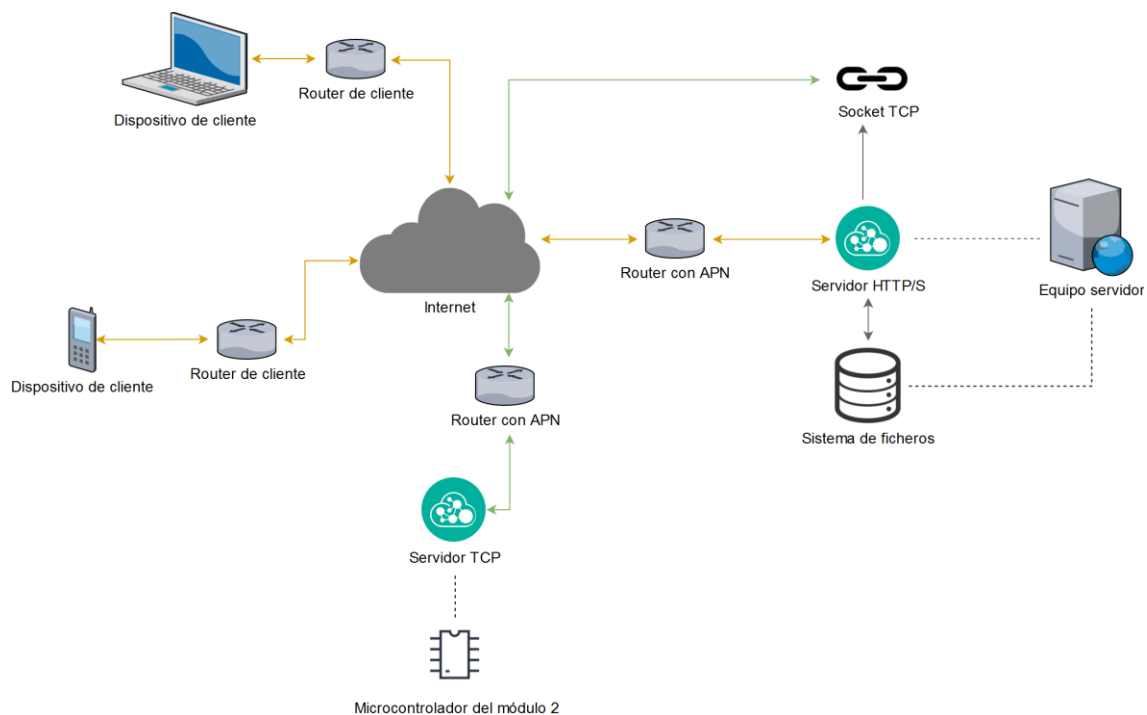 Router de cliente
Dispositivo de cliente
Socket TCP
Router con APN
Servidor HTTP/S
Equipo servidor
Internet
Router de cliente
Dispositivo de cliente
Router con APN
Sistema de ficheros
Servidor TCP
Microcontrolador del módulo 2